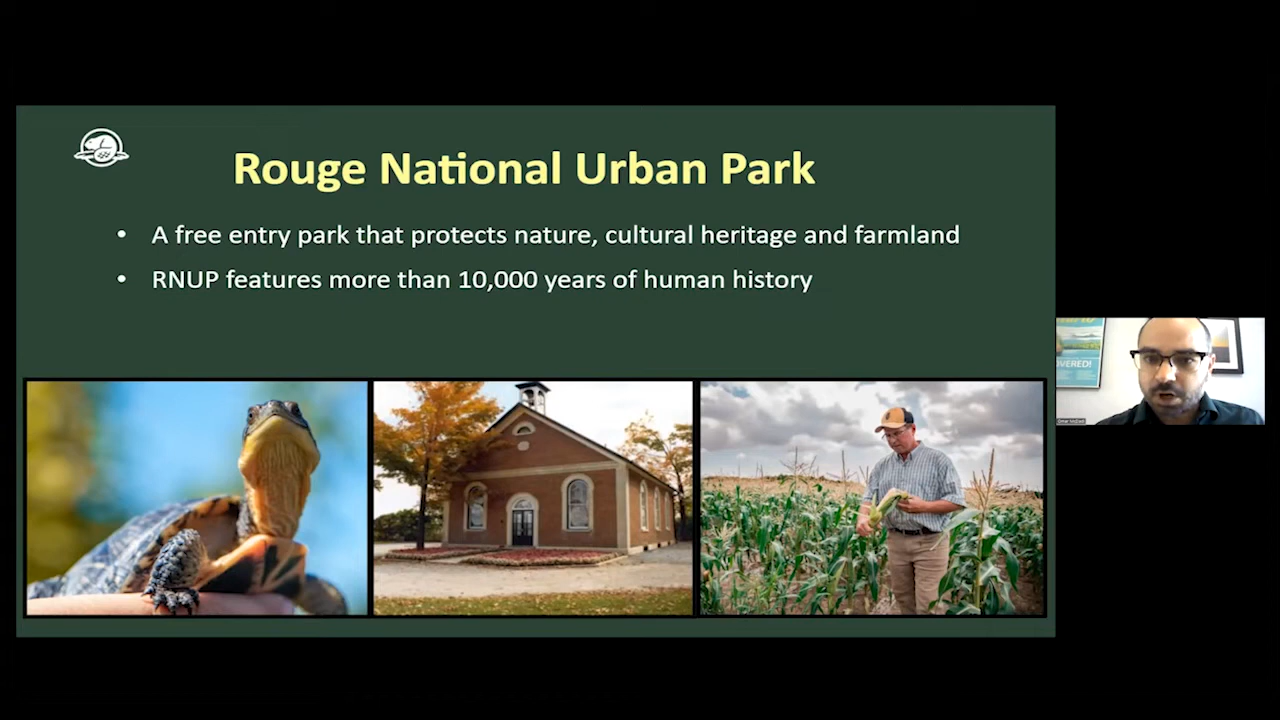 Rouge National Urban Park
• A free entry park that protects nature, cultural heritage and farmland
• RNUP features more than 10,000 years of human history
OVERED!